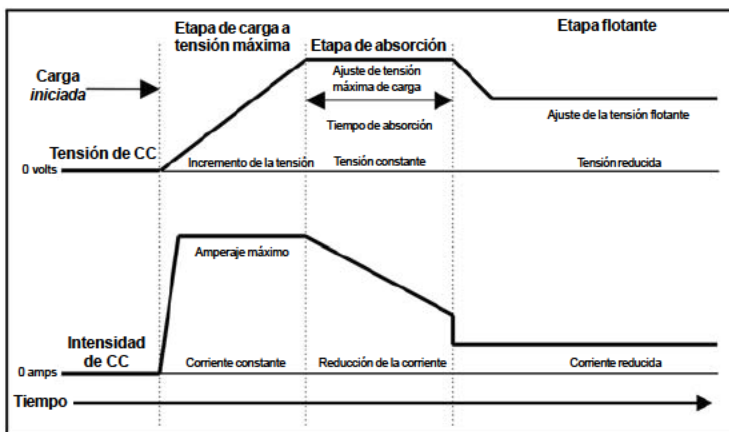 Etapa de carga a
tensión máxima
Etapa de absorción
Etapa flotante
Carga
iniciada
Ajuste de tensión
máxima de carga
Tiempo de absorción
Ajuste de la tensión flotante
Tensión de CC
0 volts
Incremento de la tensión
Tensión constante
Tensión reducida
Amperaje máximo
Intensidad
de CC
0 amps
Corriente constante
Reducción de la corriente
Corriente reducida
Tiempo